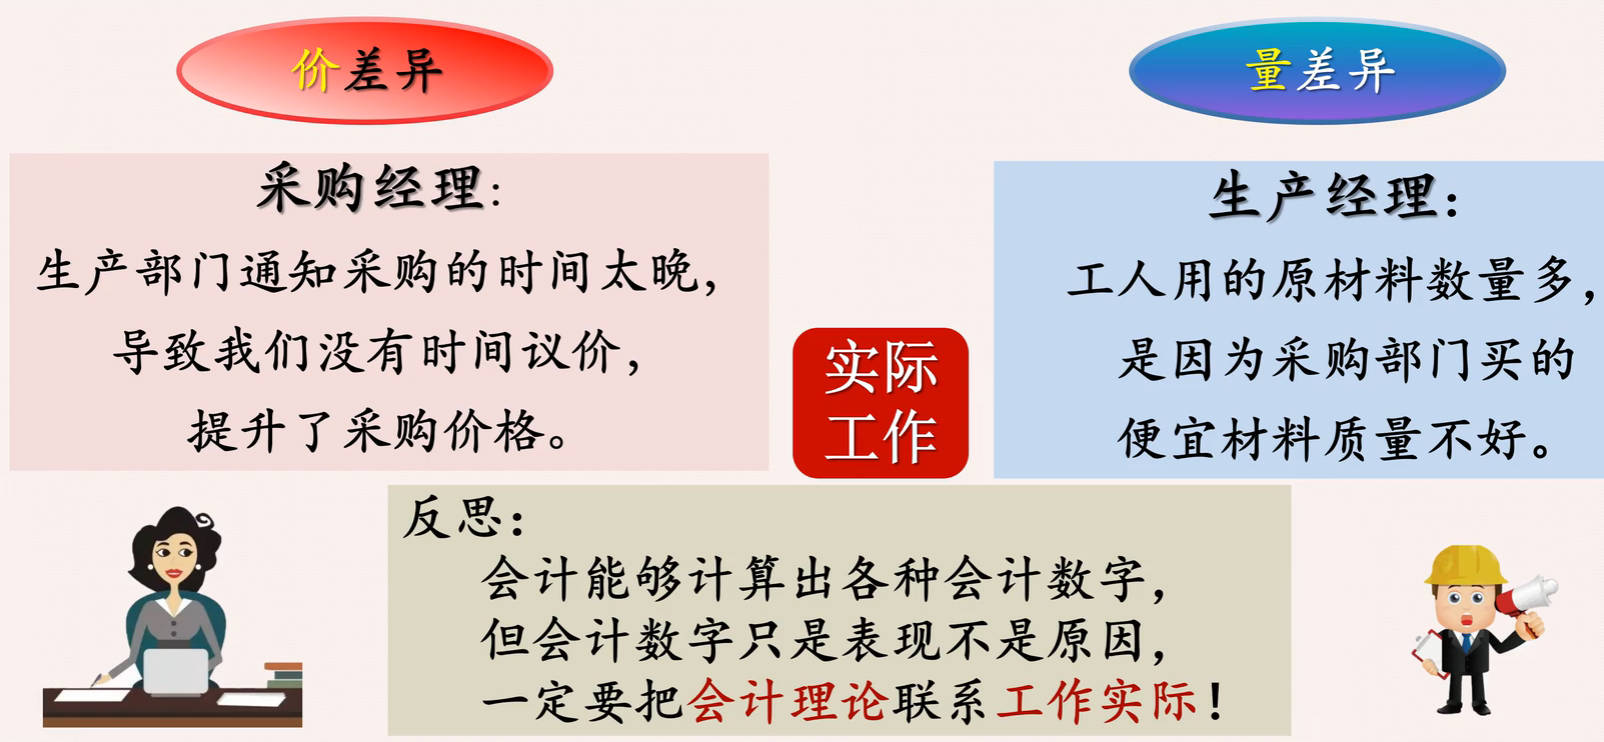 价差异
量差异
采购经理:
生产部门通知采购的时间太晚，
导致我们没有时间议价，
提升了采购价格。
生产经理：
工人用的原材料数量多，
是因为采购部门买的
便宜材料质量不好。
实际
工作
反思：
会计能够计算出各种会计数字，
但会计数字只是表现不是原因，
一定要把会计理论联系工作实际！